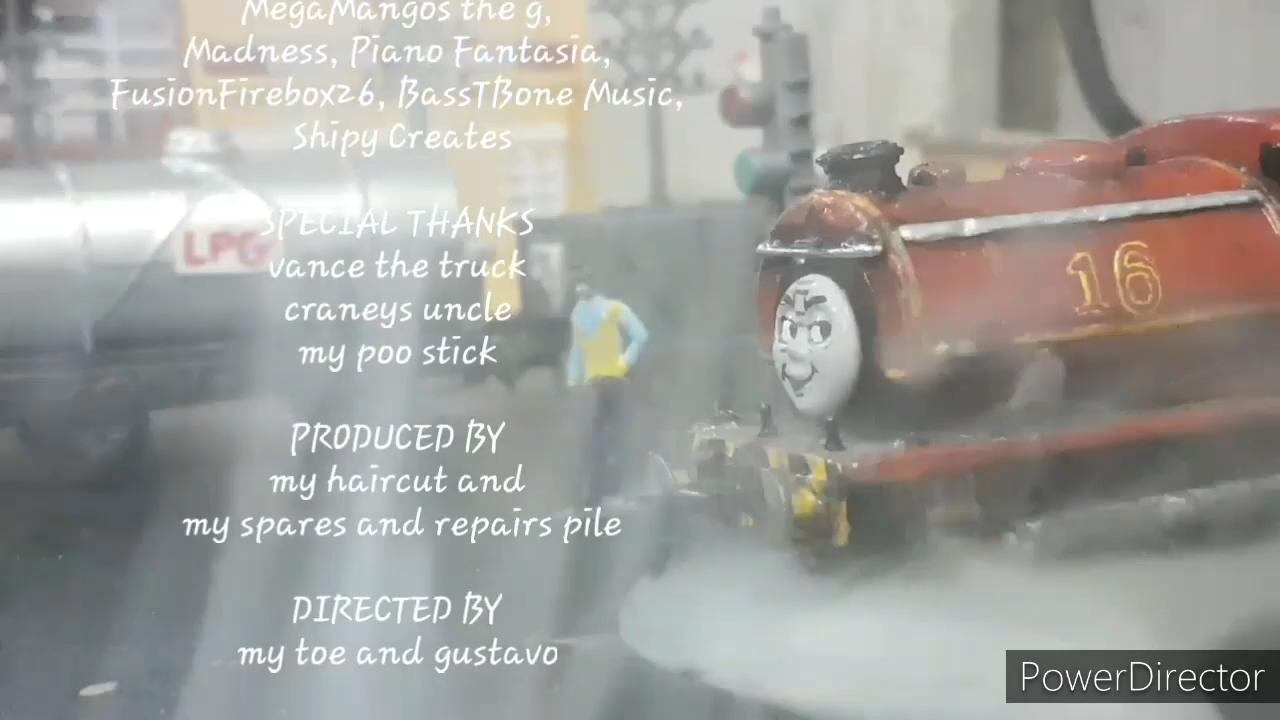 MegaMangos the g,
Madness, Piano Fantasia,
FusionFirebox26, BassTBone Music,
Shipy Creates
SPECIAL THANKS
vance the truck
craneys uncle
my poo stick
PRODUCED BY
my haircut and
my spares and repairs pile
DIRECTED BY
my toe and gustavo
LPG
16
PowerDirector